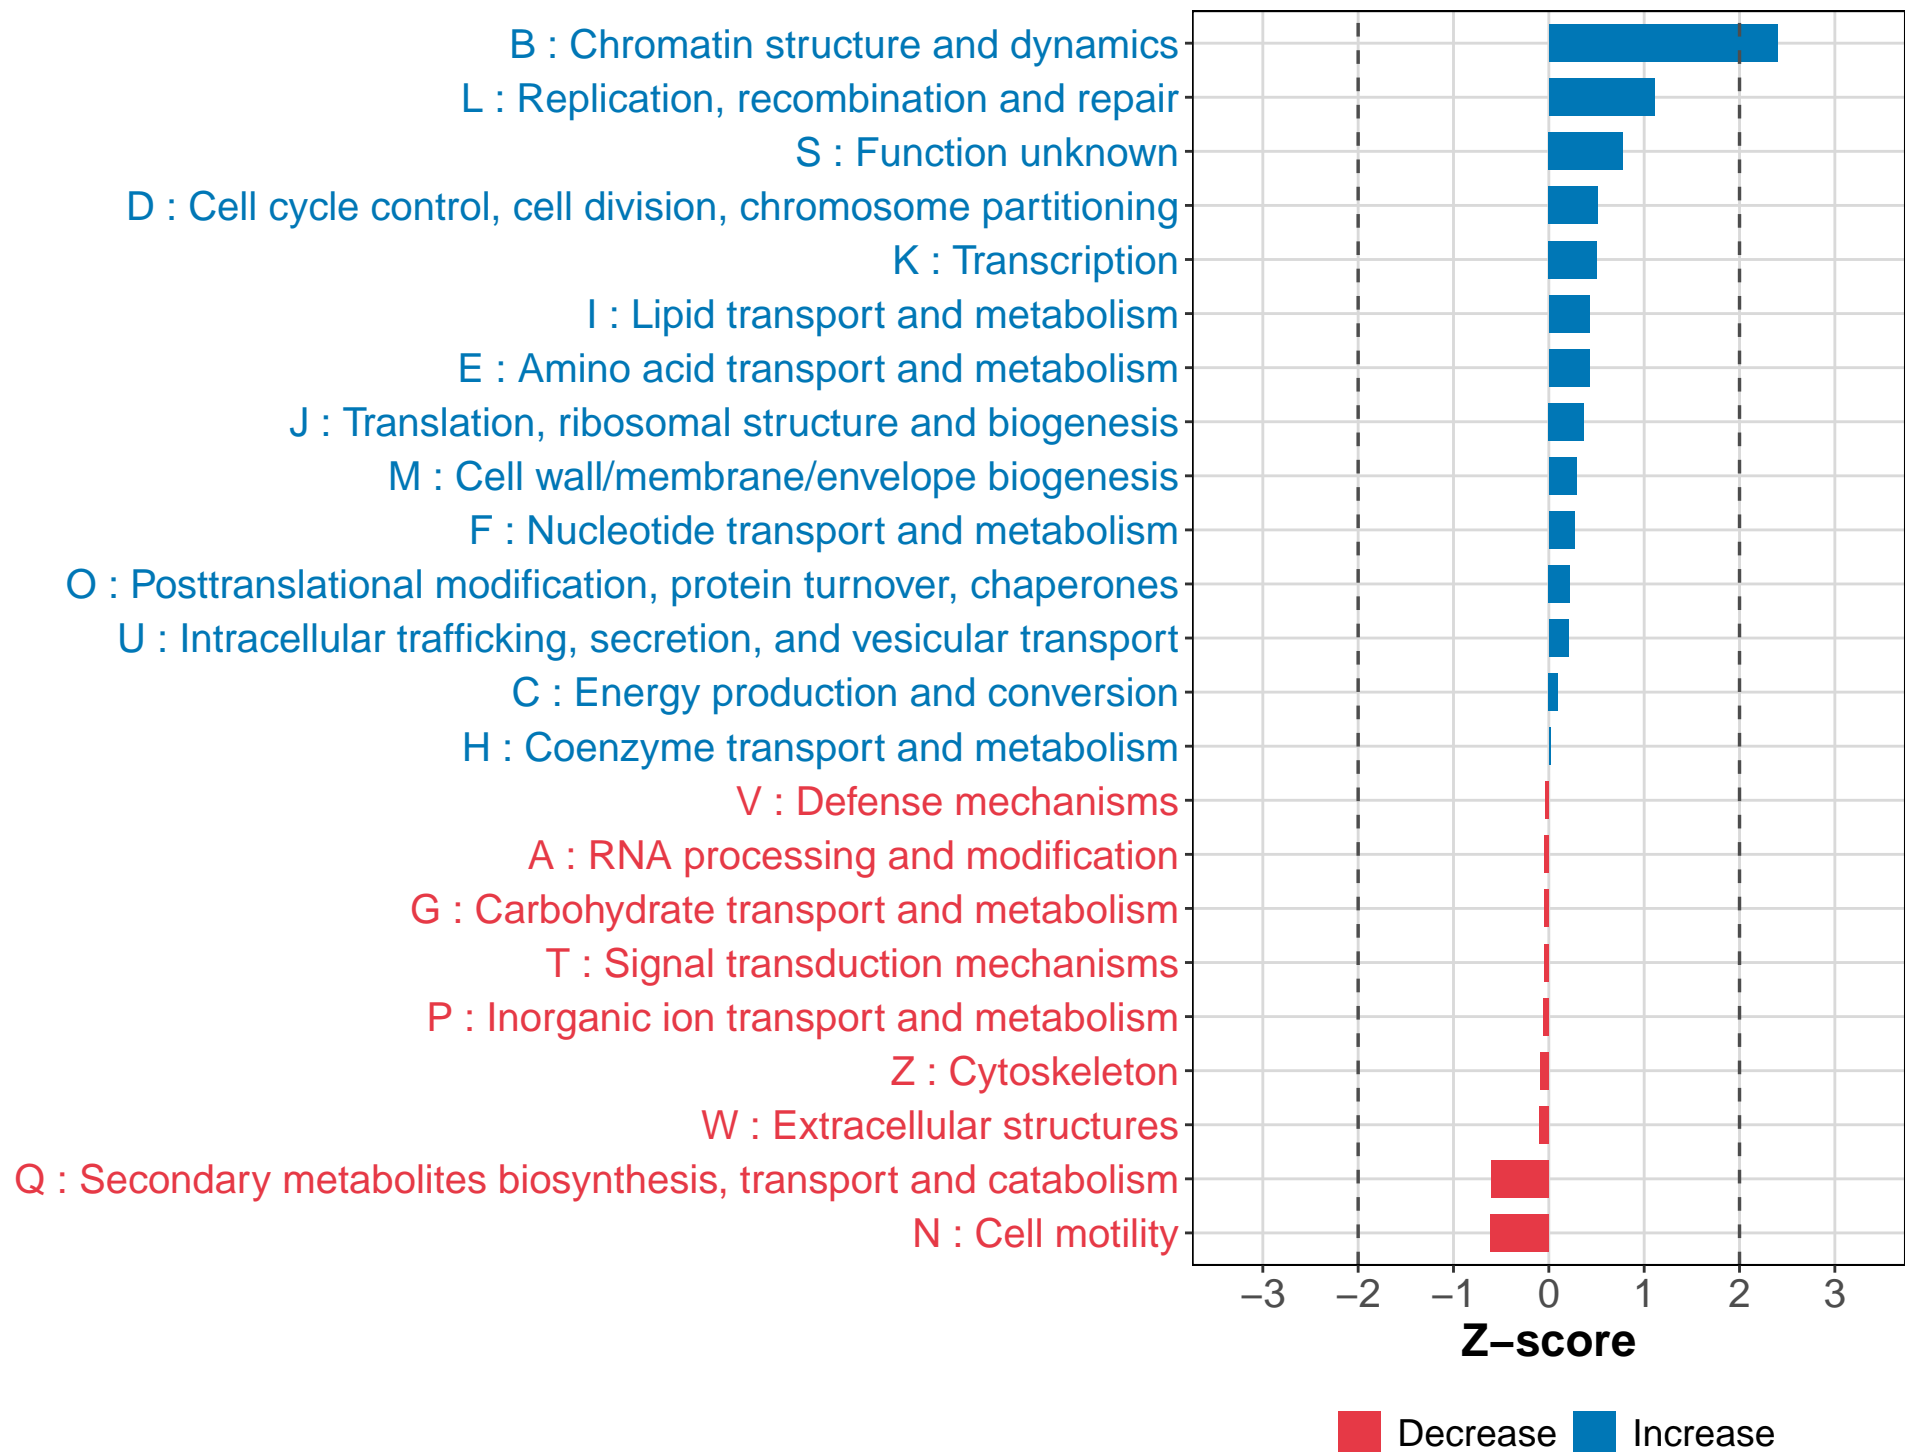 B : Chromatin structure and dynamics
L : Replication, recombination and repair
S : Function unknown
D : Cell cycle control, cell division, chromosome partitioning
K : Transcription
I : Lipid transport and metabolism
E : Amino acid transport and metabolism
J : Translation, ribosomal structure and biogenesis
M : Cell wall/membrane/envelope biogenesis
F : Nucleotide transport and metabolism
O : Posttranslational modification, protein turnover, chaperones
U : Intracellular trafficking, secretion, and vesicular transport
C : Energy production and conversion
H : Coenzyme transport and metabolism
V : Defense mechanisms
A : RNA processing and modification
G : Carbohydrate transport and metabolism
T : Signal transduction mechanisms
P : Inorganic ion transport and metabolism
Z : Cytoskeleton
W : Extracellular structures
Q : Secondary metabolites biosynthesis, transport and catabolism
N : Cell motility
−3 −2 −1 0 1 2 3
Z−score
Decrease Increase